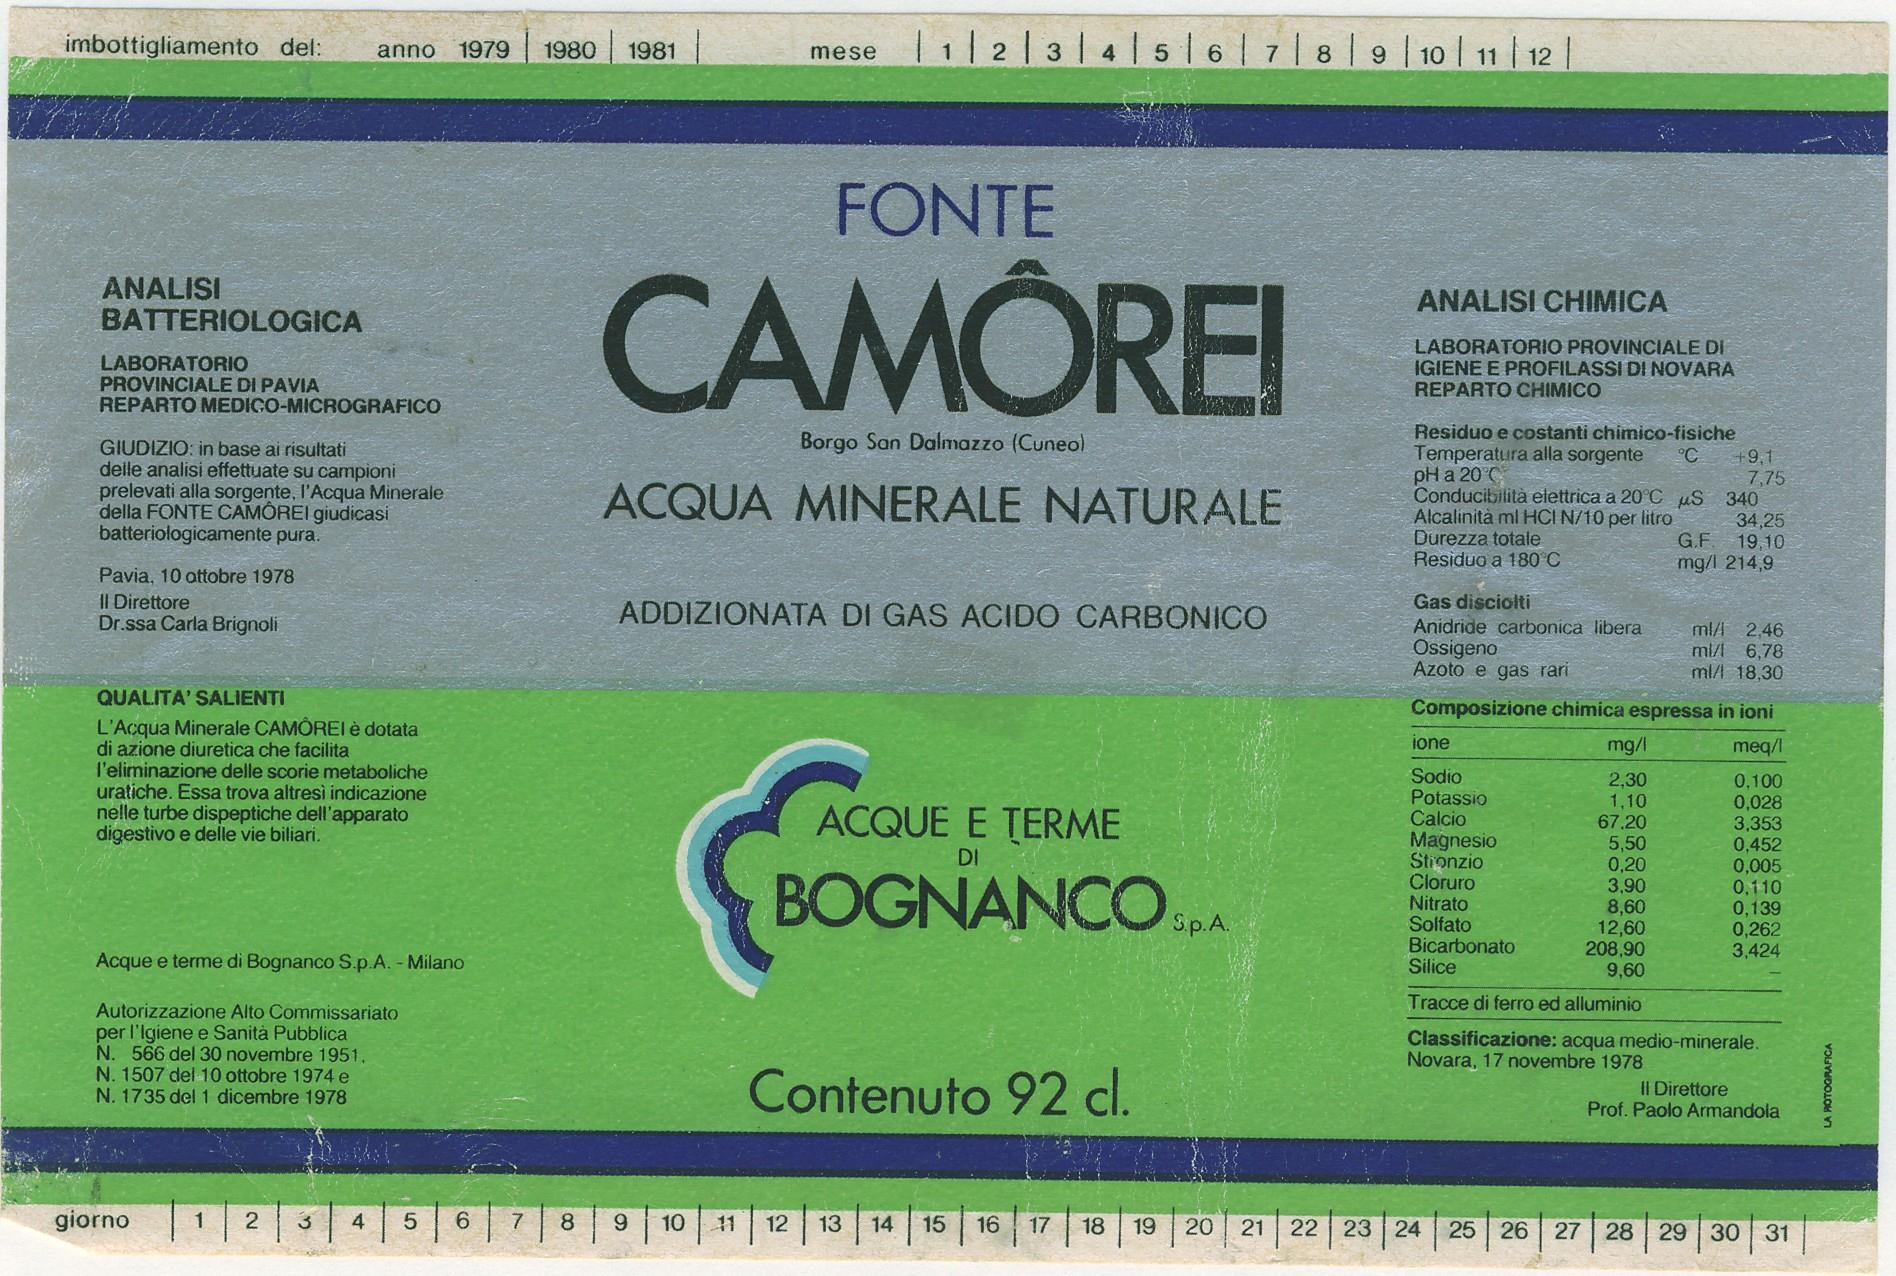 imbottigliamento del: anno 1979 | 1980 | 1981 | mese | 1 | 2 | 3 | 4 | 5 | 6 | 7 | 8 | 9 | 10 | 11 | 12 |
FONTE
CAMÔREI
Borgo San Dalmazzo (Cuneo)
ACQUA MINERALE NATURALE
ADDIZIONATA DI GAS ACIDO CARBONICO
ANALISI
BATTERIOLOGICA
LABORATORIO
PROVINCIALE DI PAVIA
REPARTO MEDICO-MICROGRAFICO
GIUDIZIO: in base ai risultati
delle analisi effettuate su campioni
prelevati alla sorgente, l'Acqua Minerale
della FONTE CAMÔREI giudicasi
batteriologicamente pura.
Pavia, 10 ottobre 1978
Il Direttore
Dr.ssa Carla Brignoli
QUALITA' SALIENTI
L'Acqua Minerale CAMÔREI è dotata
di azione diuretica che facilita
l'eliminazione delle scorie metaboliche
uratiche. Essa trova altresì indicazione
nelle turbe dispeptiche dell'apparato
digestivo e delle vie biliari.
Acque e terme di Bognanco S.p.A. - Milano
Autorizzazione Alto Commissariato
per l'Igiene e Sanità Pubblica
N. 566 del 30 novembre 1951,
N. 1507 del 10 ottobre 1974 e
N. 1735 del 1 dicembre 1978
ACQUE E TERME
DI
BOGNANCO S.p.A.
Contenuto 92 cl.
ANALISI CHIMICA
LABORATORIO PROVINCIALE DI
IGIENE E PROFILASSI DI NOVARA
REPARTO CHIMICO
Residuo e costanti chimico-fisiche
Temperatura alla sorgente °C +9,1
pH a 20°C 7,75
Conducibilità elettrica a 20°C µS 340
Alcalinità ml HCl N/10 per litro 34,25
Durezza totale G.F. 19,10
Residuo a 180°C mg/l 214,9
Gas disciolti
Anidride carbonica libera ml/l 2,46
Ossigeno ml/l 6,78
Azoto e gas rari ml/l 18,30
Composizione chimica espressa in ioni
ione mg/l meq/l
Sodio 2,30 0,100
Potassio 1,10 0,028
Calcio 67,20 3,353
Magnesio 5,50 0,452
Stronzio 0,20 0,005
Cloruro 3,90 0,110
Nitrato 8,60 0,139
Solfato 12,60 0,262
Bicarbonato 208,90 3,424
Silice 9,60 –
Tracce di ferro ed alluminio
Classificazione: acqua medio-minerale.
Novara, 17 novembre 1978
Il Direttore
Prof. Paolo Armandola
LA ROTOGRAFICA
giorno | 1 | 2 | 3 | 4 | 5 | 6 | 7 | 8 | 9 | 10 | 11 | 12 | 13 | 14 | 15 | 16 | 17 | 18 | 19 | 20 | 21 | 22 | 23 | 24 | 25 | 26 | 27 | 28 | 29 | 30 | 31 |